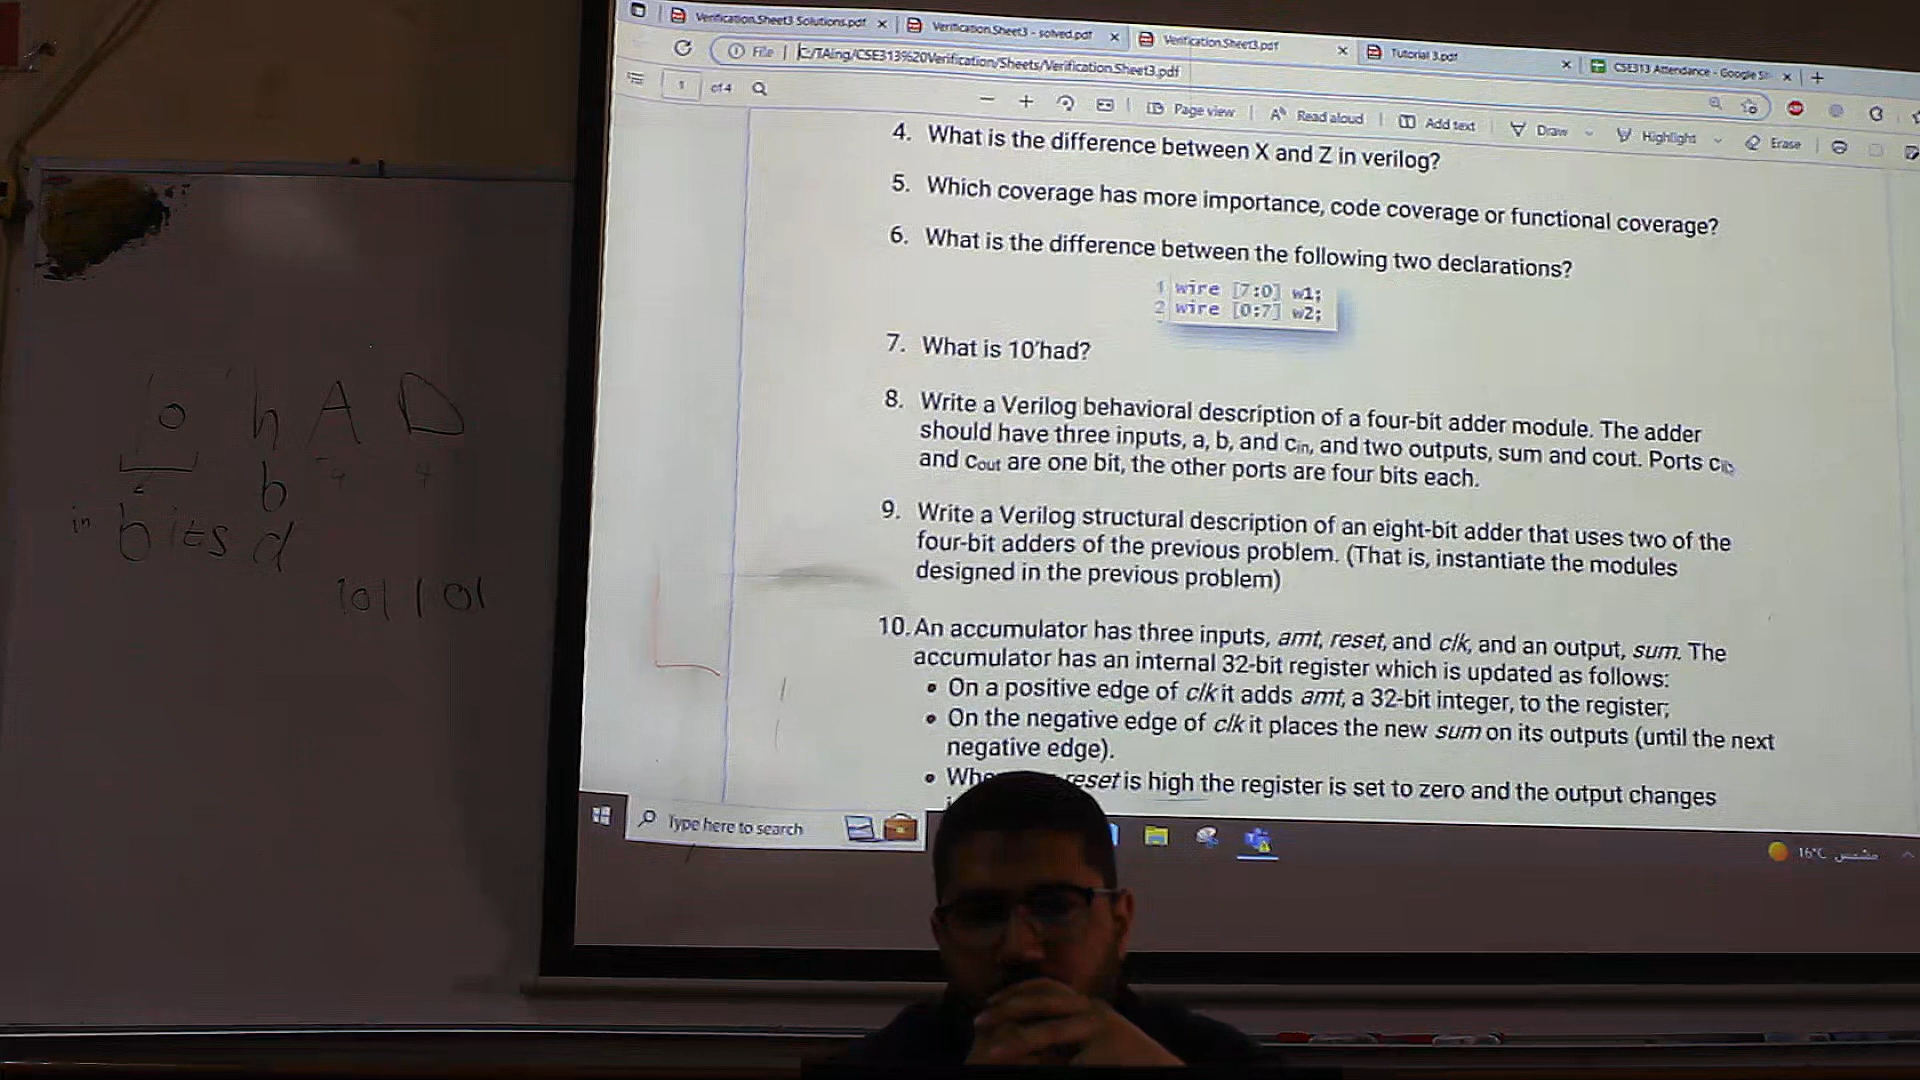 Verification.Sheet3 Solutions.pdf
Verification.Sheet3 - solved.pdf
Verification.Sheet3.pdf
Tutorial 3.pdf
CSE313 Attendance - Google
File
C:/TAing/CSE313%20Verification/Sheets/Verification.Sheet3.pdf
1 of 4
Page view
Read aloud
Add text
Draw
Highlight
Erase
4. What is the difference between X and Z in verilog?
5. Which coverage has more importance, code coverage or functional coverage?
6. What is the difference between the following two declarations?
1 wire [7:0] w1;
2 wire [0:7] w2;
7. What is 10'had?
8. Write a Verilog behavioral description of a four-bit adder module. The adder
should have three inputs, a, b, and cin, and two outputs, sum and cout. Ports cin
and cout are one bit, the other ports are four bits each.
9. Write a Verilog structural description of an eight-bit adder that uses two of the
four-bit adders of the previous problem. (That is, instantiate the modules
designed in the previous problem)
10. An accumulator has three inputs, amt, reset, and clk, and an output, sum. The
accumulator has an internal 32-bit register which is updated as follows:
• On a positive edge of clk it adds amt, a 32-bit integer, to the register;
• On the negative edge of clk it places the new sum on its outputs (until the next
negative edge).
• reset is high the register is set to zero and the output changes
Type here to search
16°C مشمس
10 'h A D
4 4
b
in bits d
101 1 01